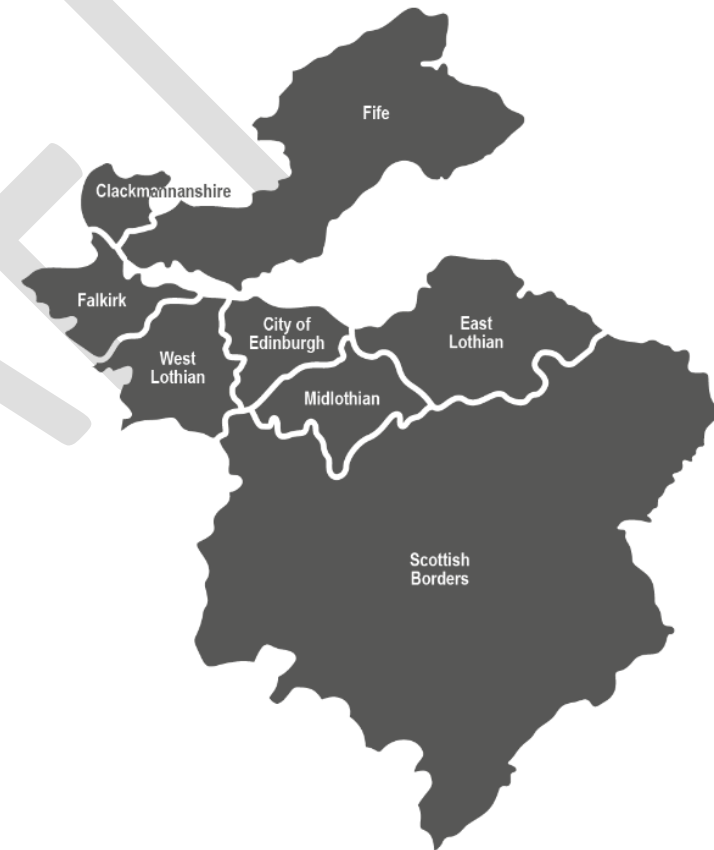 Fife
Clackmannanshire
Falkirk
City of
Edinburgh
East
Lothian
West
Lothian
Midlothian
Scottish
Borders